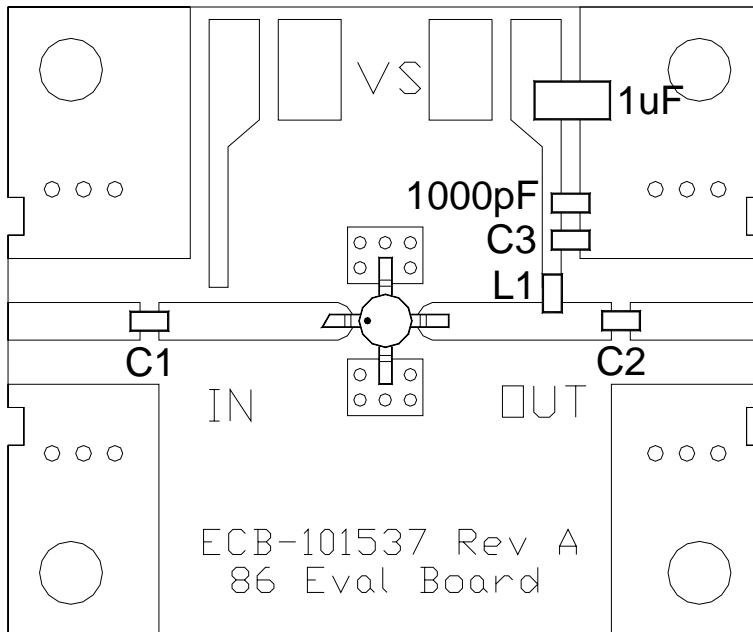 VS
1uF
1000pF
C3
L1
C1
C2
IN
OUT
ECB-101537 Rev A
86 Eval Board